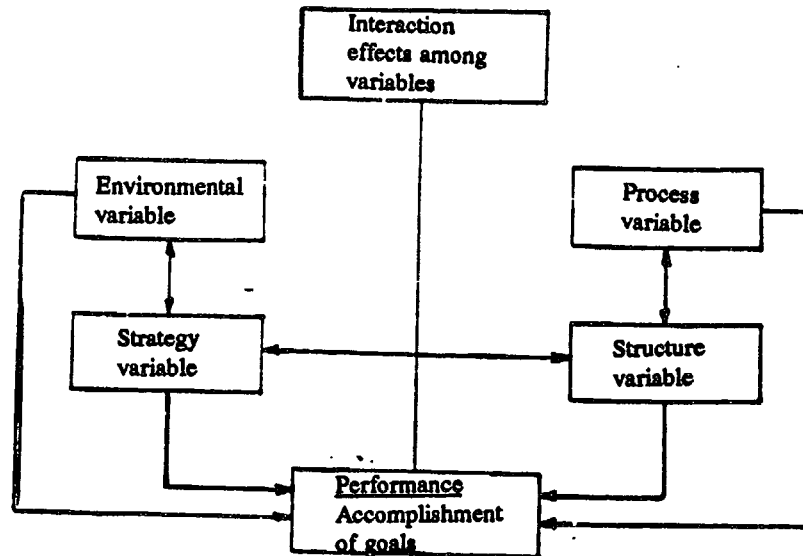 Interaction
effects among
variables
Environmental
variable
Process
variable
Strategy
variable
Structure
variable
Performance
Accomplishment
of goals